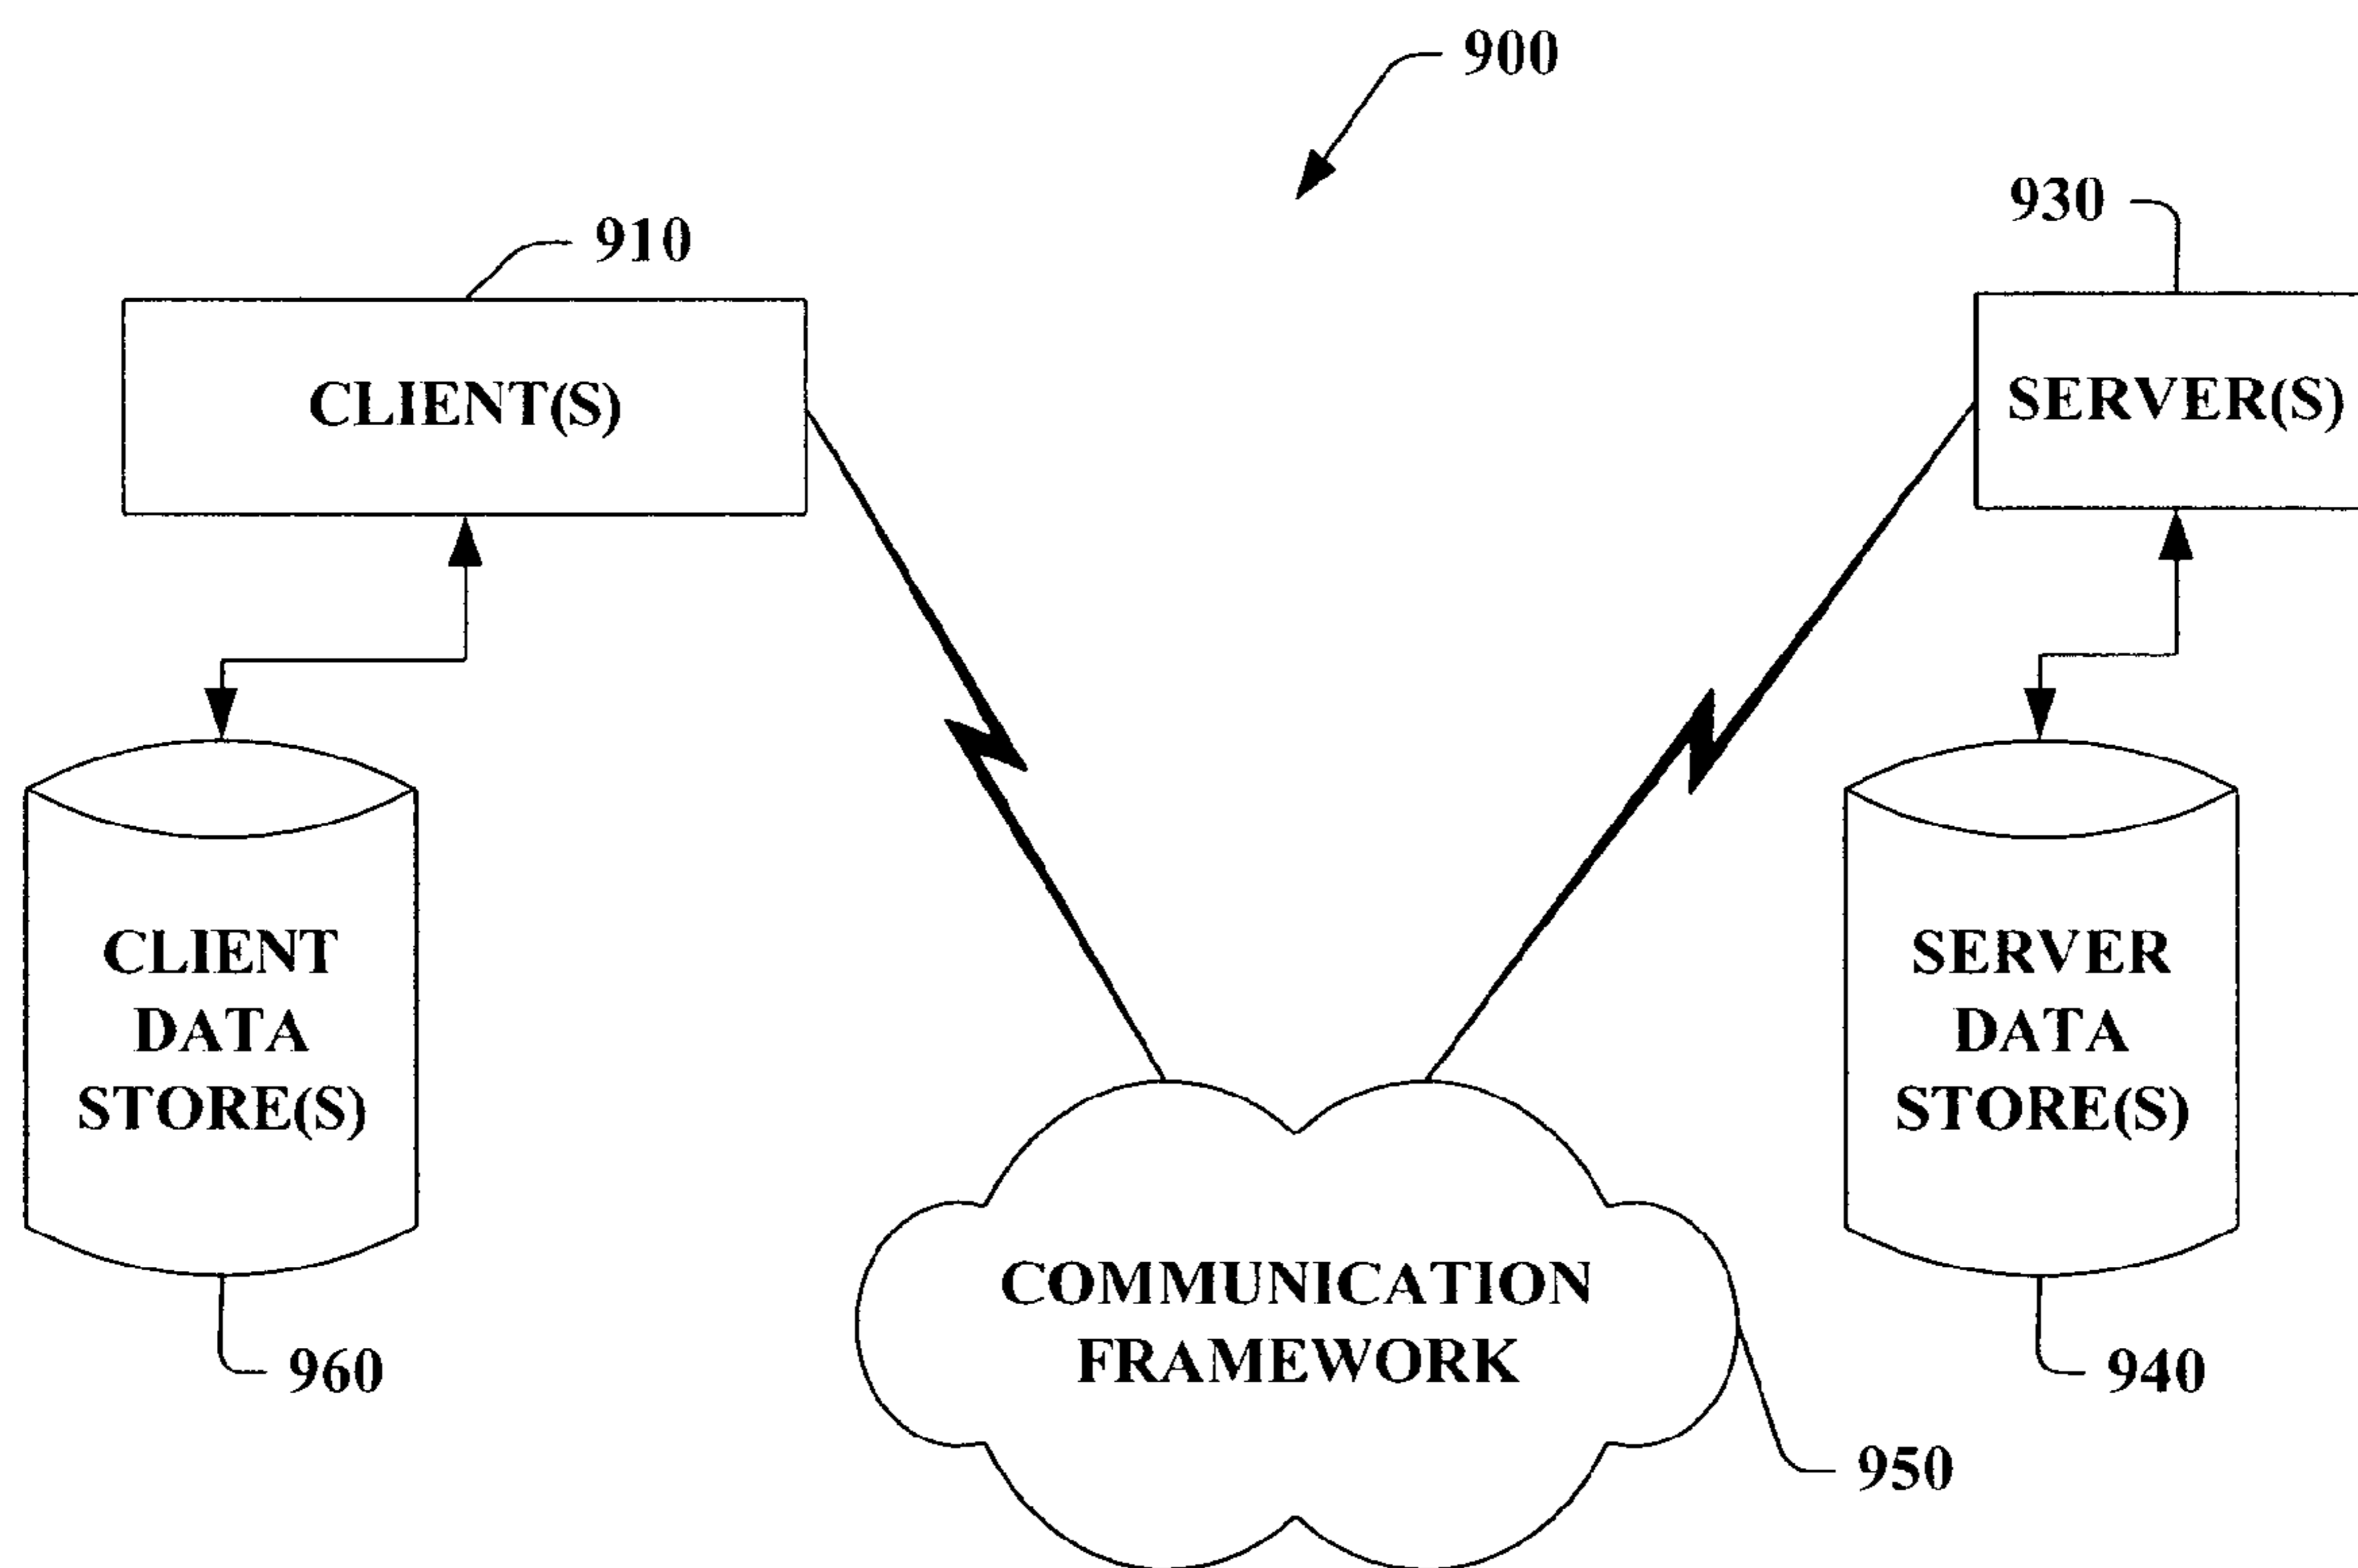 900
910
930
CLIENT(S)
SERVER(S)
CLIENT
DATA
STORE(S)
SERVER
DATA
STORE(S)
COMMUNICATION
FRAMEWORK
960
940
950